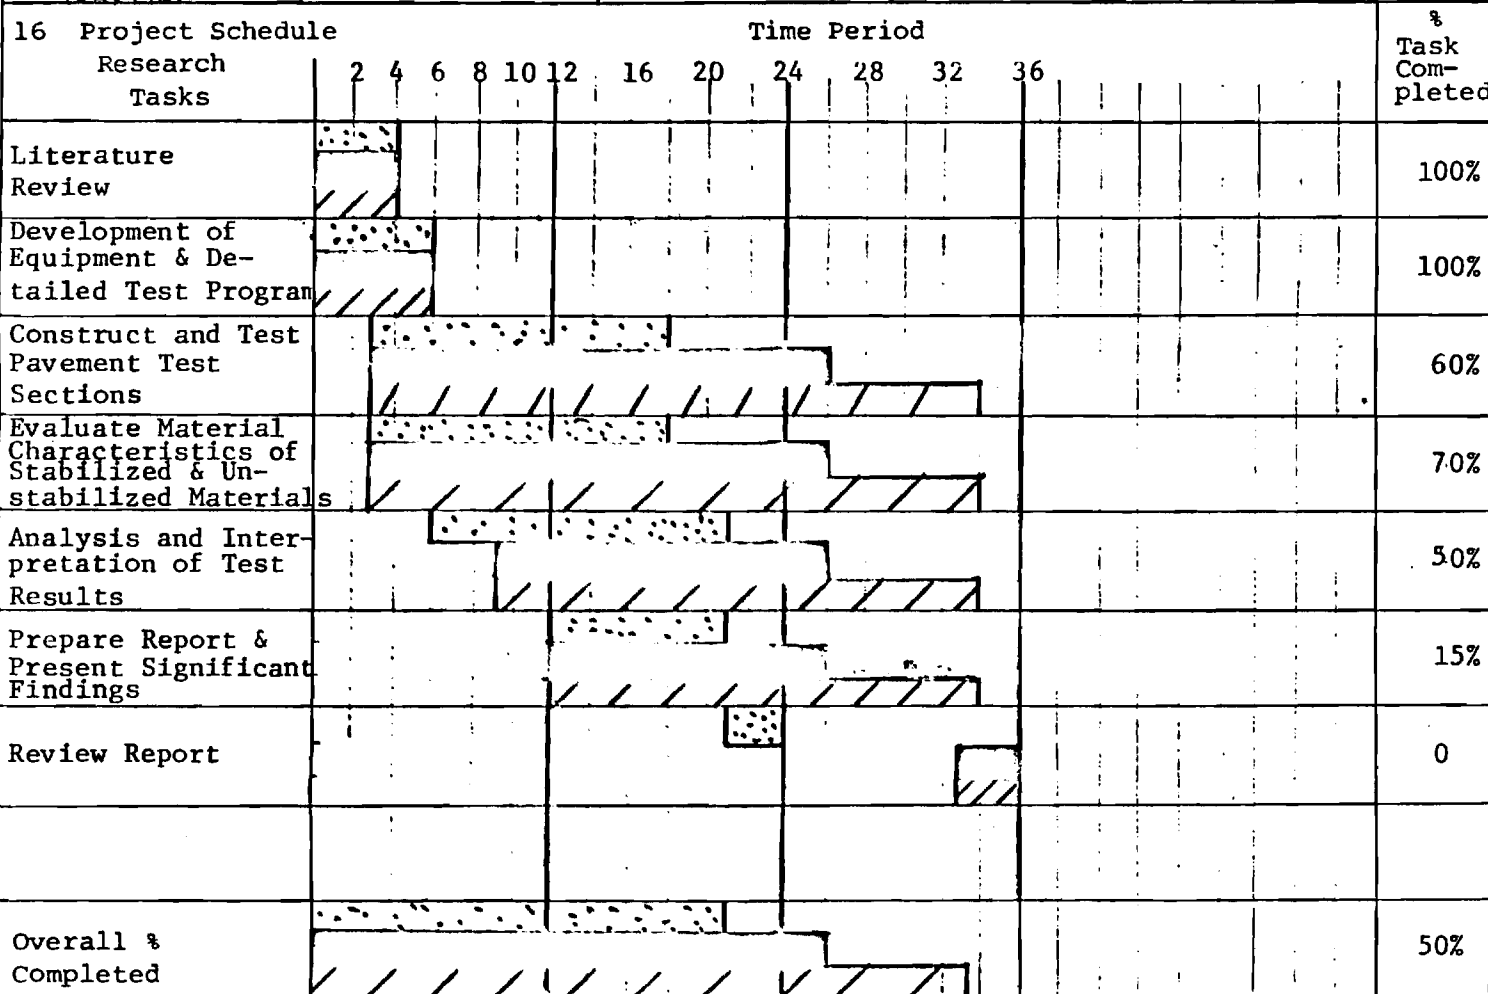 16 Project Schedule
Research
Tasks
Time Period
2 4 6 8 10 12 16 20 24 28 32 36
%
Task
Com-
pleted
Literature
Review
100%
Development of
Equipment & De-
tailed Test Program
100%
Construct and Test
Pavement Test
Sections
60%
Evaluate Material
Characteristics of
Stabilized & Un-
stabilized Materials
70%
Analysis and Inter-
pretation of Test
Results
50%
Prepare Report &
Present Significant
Findings
15%
Review Report
0
Overall %
Completed
50%